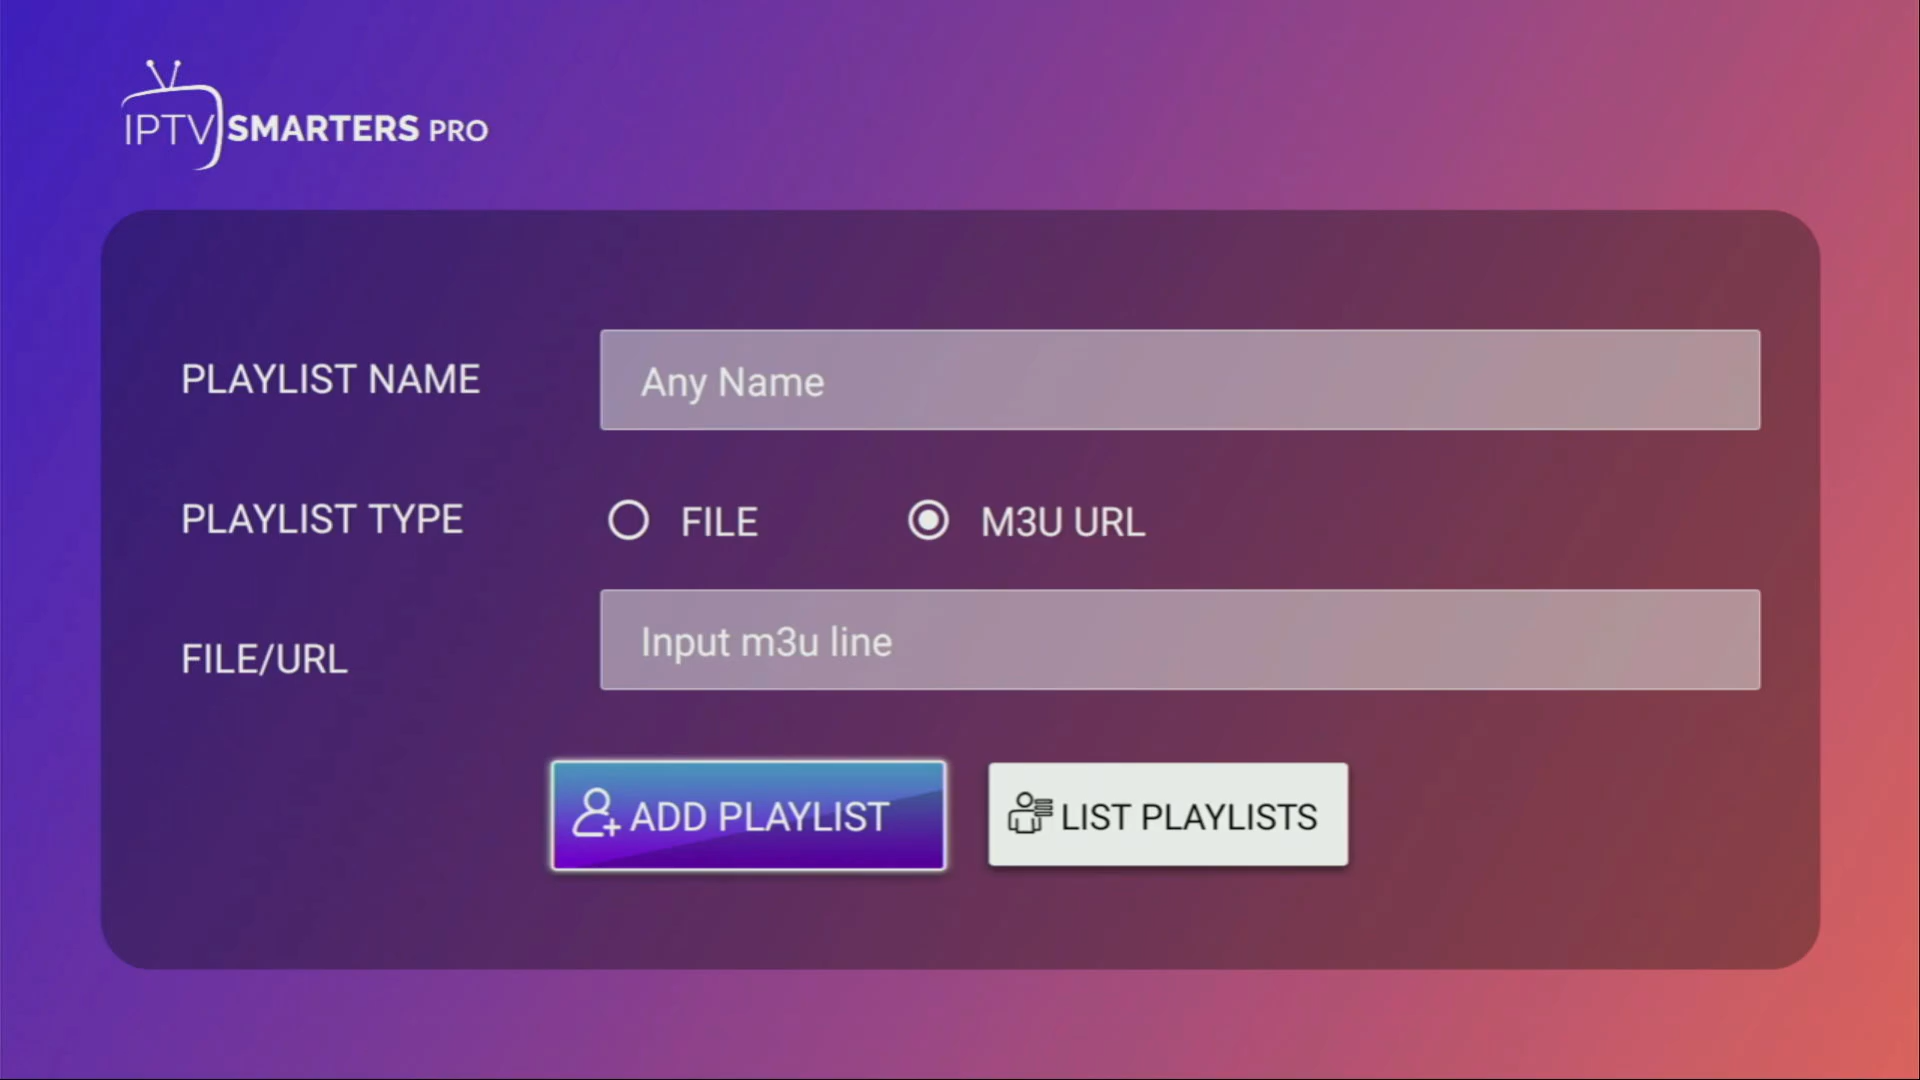 IPTV SMARTERS PRO
PLAYLIST NAME
Any Name
PLAYLIST TYPE
FILE
M3U URL
FILE/URL
Input m3u line
ADD PLAYLIST
LIST PLAYLISTS